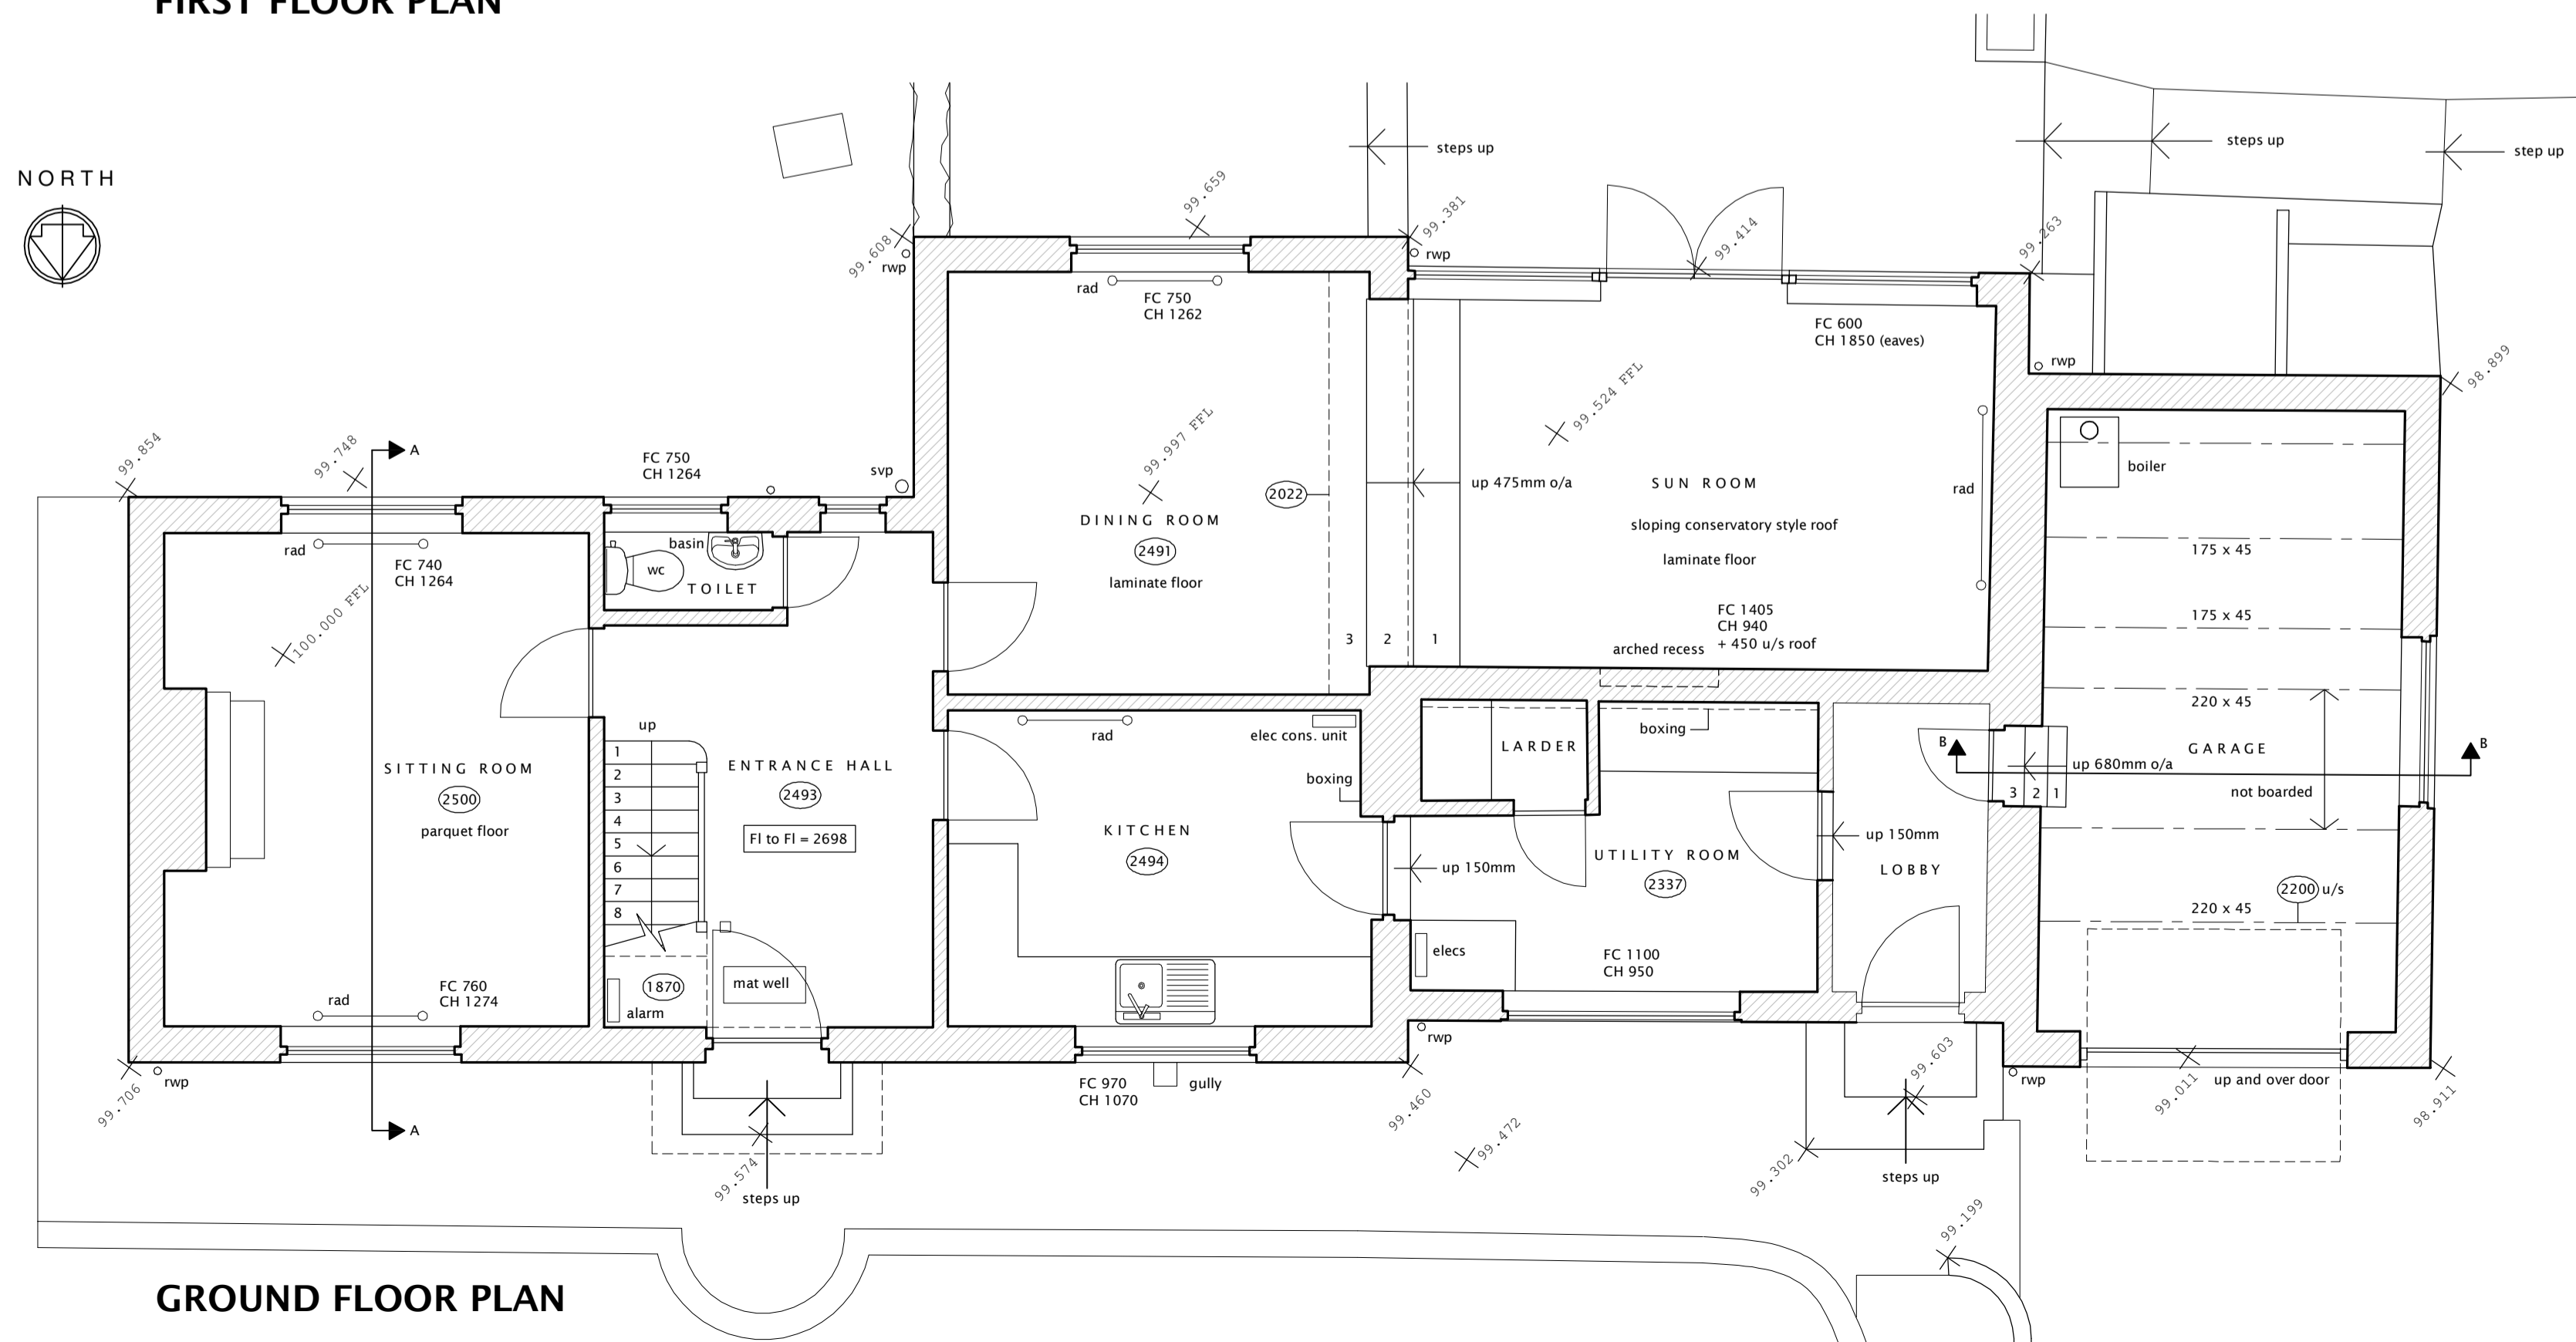 FIRST FLOOR PLAN
NORTH
steps up
steps up
step up
99.659
99.381
99.414
99.263
99.608
rwp
rwp
rad
FC 750
CH 1262
FC 600
CH 1850 (eaves)
rwp
98.899
99.854
99.748
A
FC 750
CH 1264
svp
99.997 FFL
99.524 FFL
2022
up 475mm o/a
SUN ROOM
sloping conservatory style roof
laminate floor
rad
boiler
DINING ROOM
2491
laminate floor
rad
FC 740
CH 1264
100.000 FFL
basin
wc
TOILET
175 x 45
175 x 45
FC 1405
CH 940
+ 450 u/s roof
arched recess
3
2
1
220 x 45
up
1
2
3
4
5
6
7
8
SITTING ROOM
2500
parquet floor
ENTRANCE HALL
2493
Fl to Fl = 2698
rad
elec cons. unit
boxing
KITCHEN
2494
LARDER
boxing
B
B
GARAGE
up 680mm o/a
3
2
1
not boarded
up 150mm
UTILITY ROOM
2337
up 150mm
LOBBY
2200
u/s
220 x 45
elecs
FC 1100
CH 950
rad
FC 760
CH 1274
1870
alarm
mat well
rwp
99.706
A
99.574
steps up
FC 970
CH 1070
gully
rwp
99.460
99.472
99.603
99.302
steps up
rwp
99.011
up and over door
98.911
99.199
GROUND FLOOR PLAN